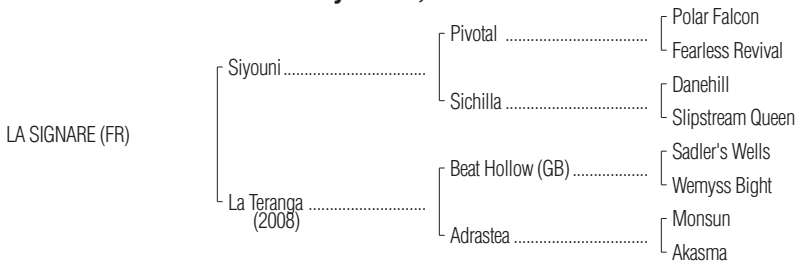 Polar Falcon
Pivotal
Fearless Revival
Siyouni
Danehill
Sichilla
Slipstream Queen
LA SIGNARE (FR)
Sadler's Wells
Beat Hollow (GB)
Wemyss Bight
La Teranga
(2008)
Monsun
Adrastea
Akasma